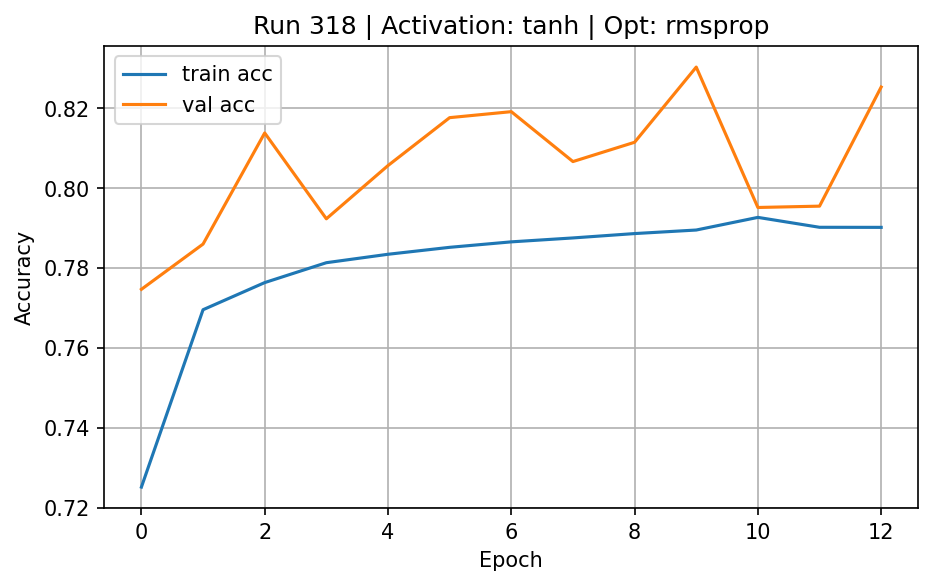 Run 318 | Activation: tanh | Opt: rmsprop
train acc
val acc
Accuracy
0.82
0.80
0.78
0.76
0.74
0.72
0 2 4 6 8 10 12
Epoch